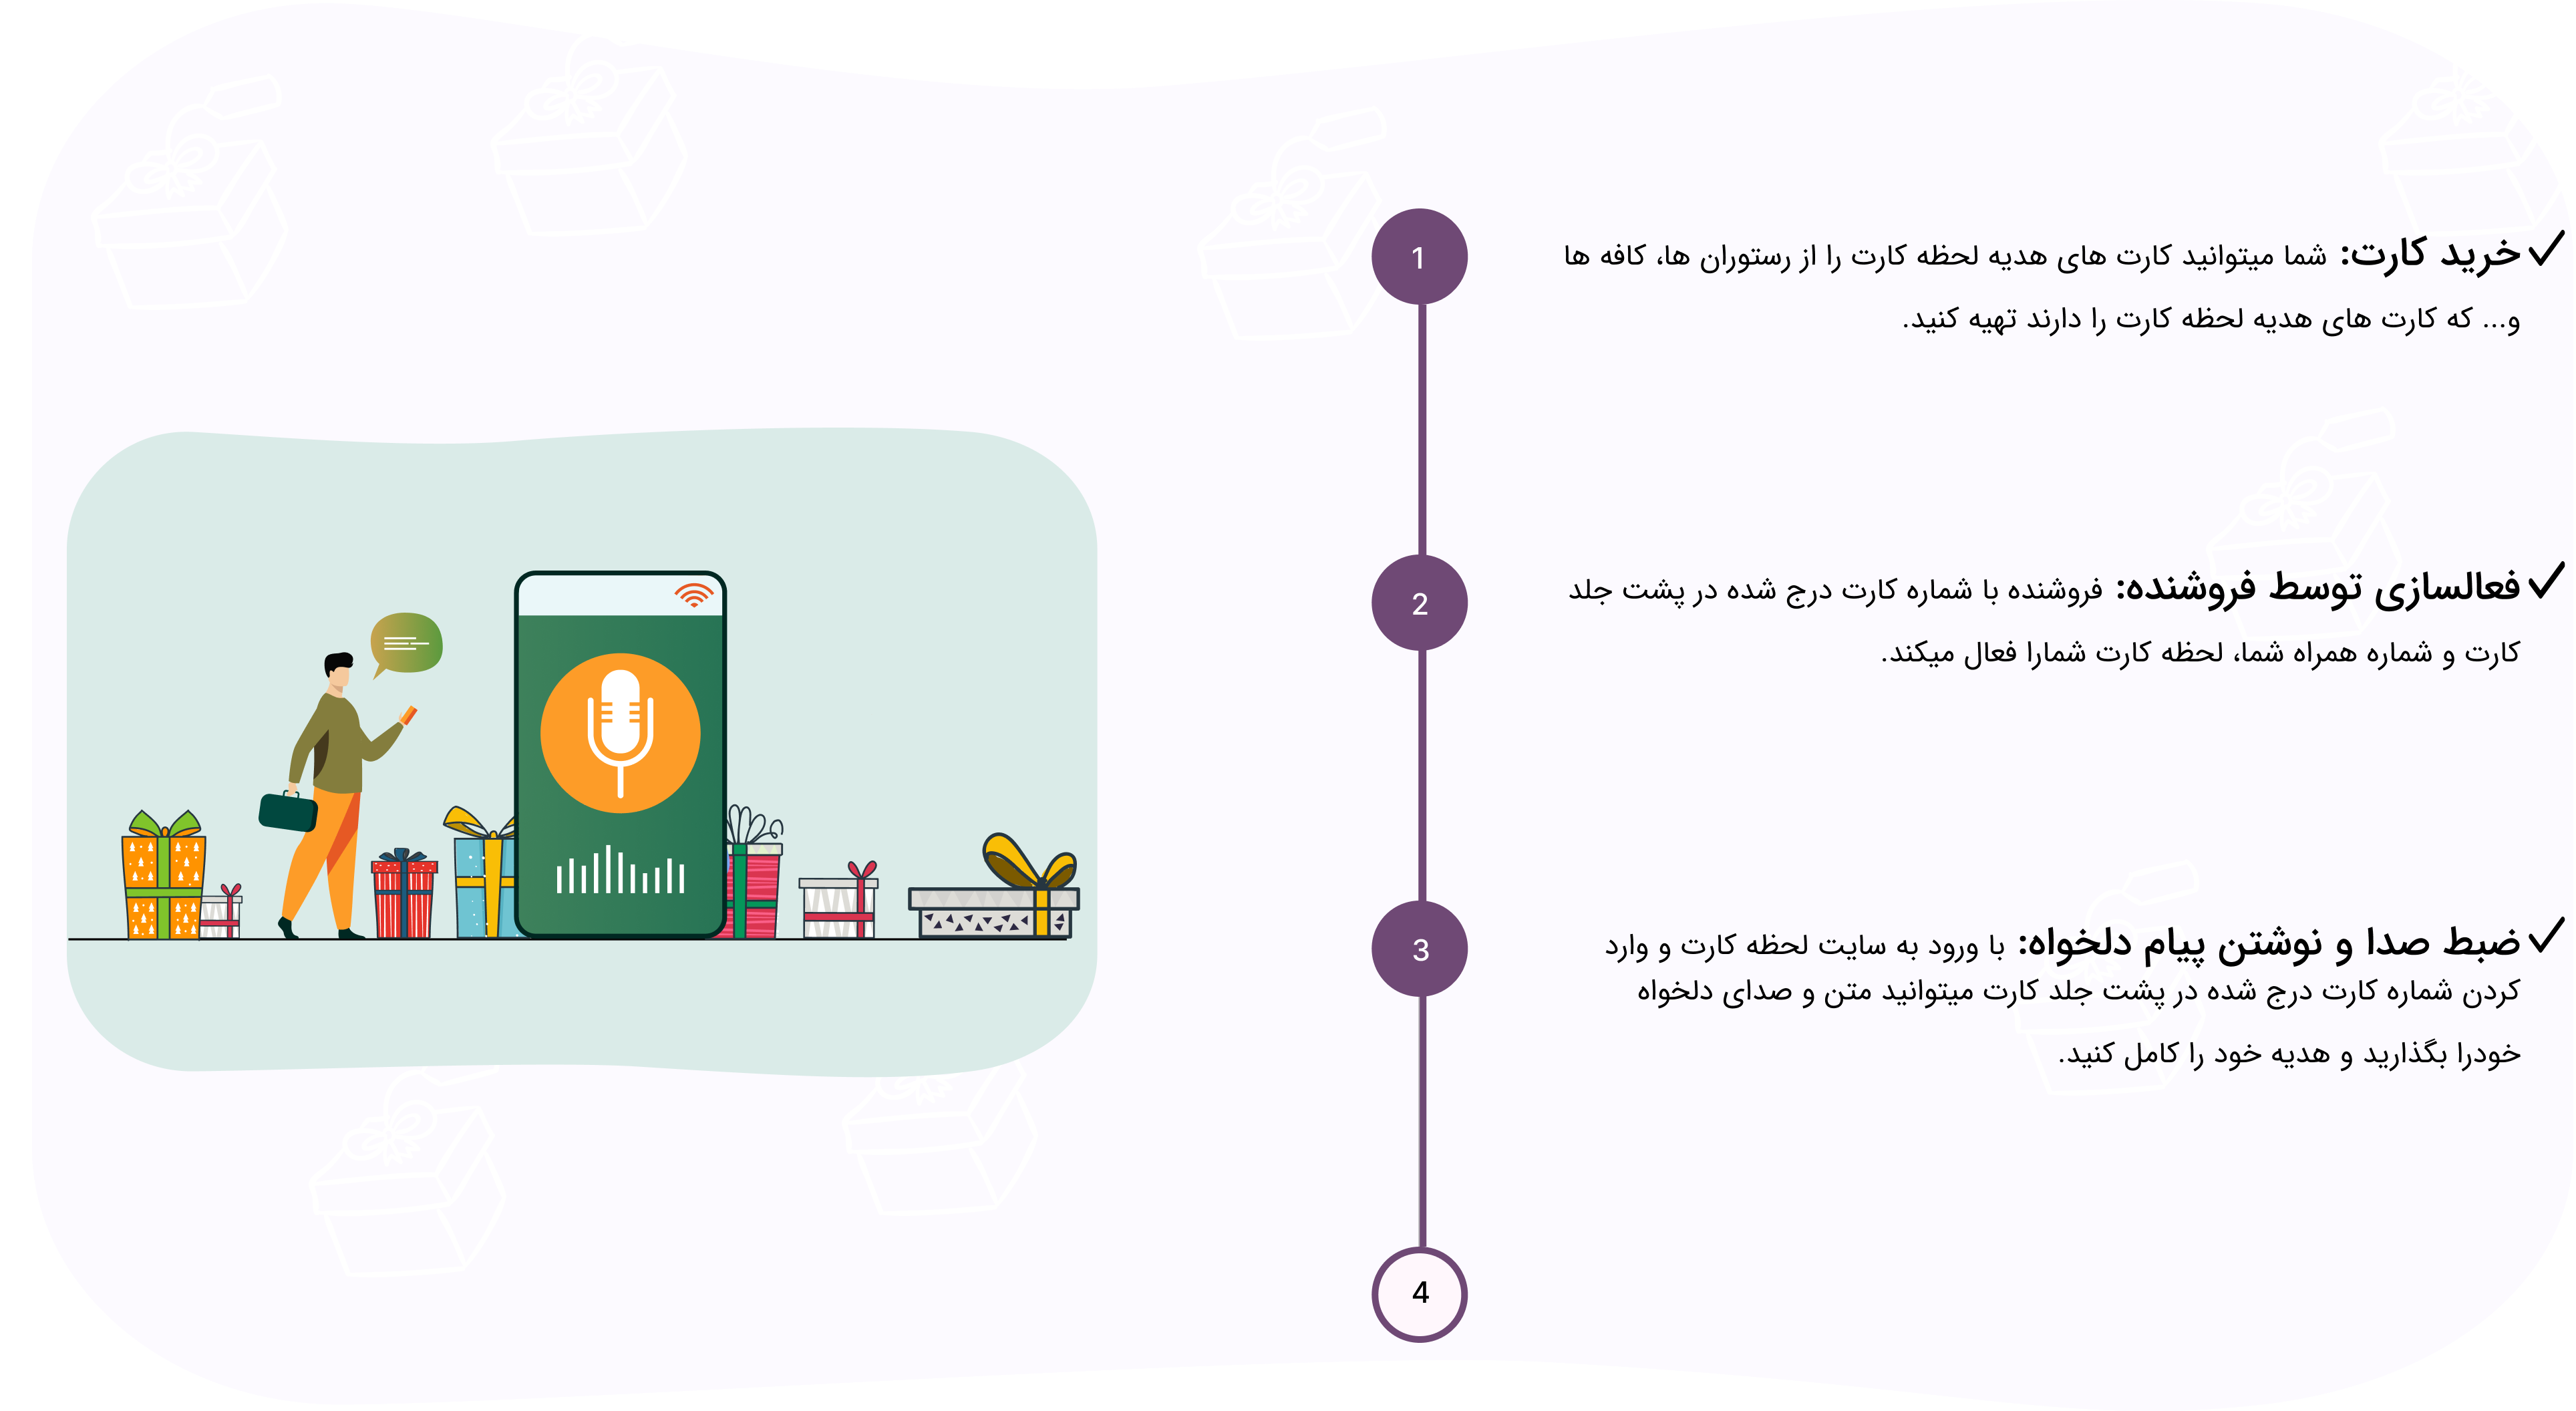 1
خرید کارت: شما میتوانید کارت های هدیه لحظه کارت را از رستوران ها، کافه ها
و... که کارت های هدیه لحظه کارت را دارند تهیه کنید.
2
فعالسازی توسط فروشنده: فروشنده با شماره کارت درج شده در پشت جلد
کارت و شماره همراه شما، لحظه کارت شمارا فعال میکند.
3
ضبط صدا و نوشتن پیام دلخواه: با ورود به سایت لحظه کارت و وارد
کردن شماره کارت درج شده در پشت جلد کارت میتوانید متن و صدای دلخواه
خودرا بگذارید و هدیه خود را کامل کنید.
4